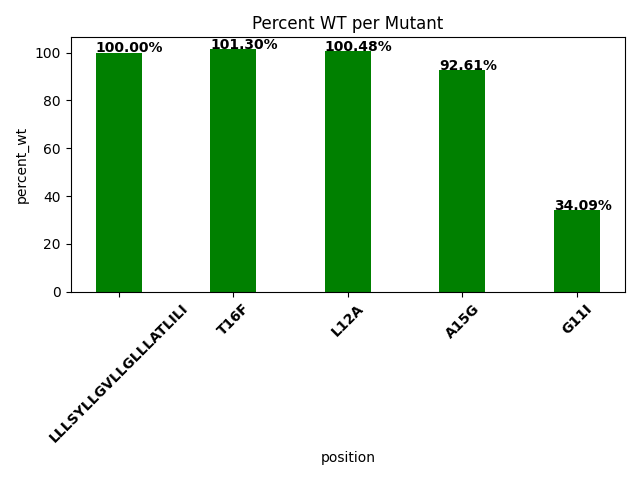 Percent WT per Mutant
100.00%
101.30%
100.48%
92.61%
34.09%
percent_wt
100
80
60
40
20
0
LLLSYLLGVLLGLLLATLILI
T16F
L12A
A15G
G11I
position